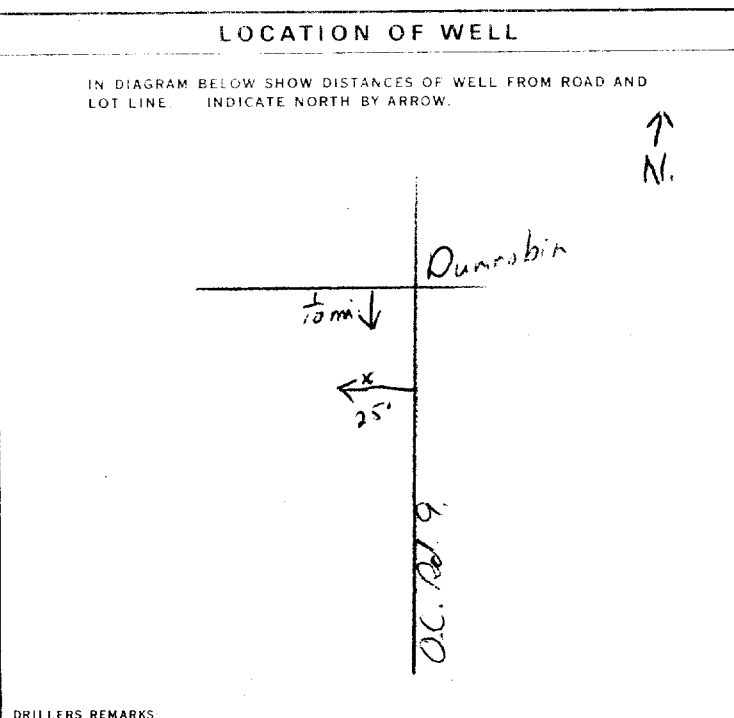 LOCATION OF WELL
IN DIAGRAM BELOW SHOW DISTANCES OF WELL FROM ROAD AND
LOT LINE. INDICATE NORTH BY ARROW.
↑
N.
Dunrobin
1/10 mi. ↓
x
25'
O.C. Rd. 9.
DRILLERS REMARKS: